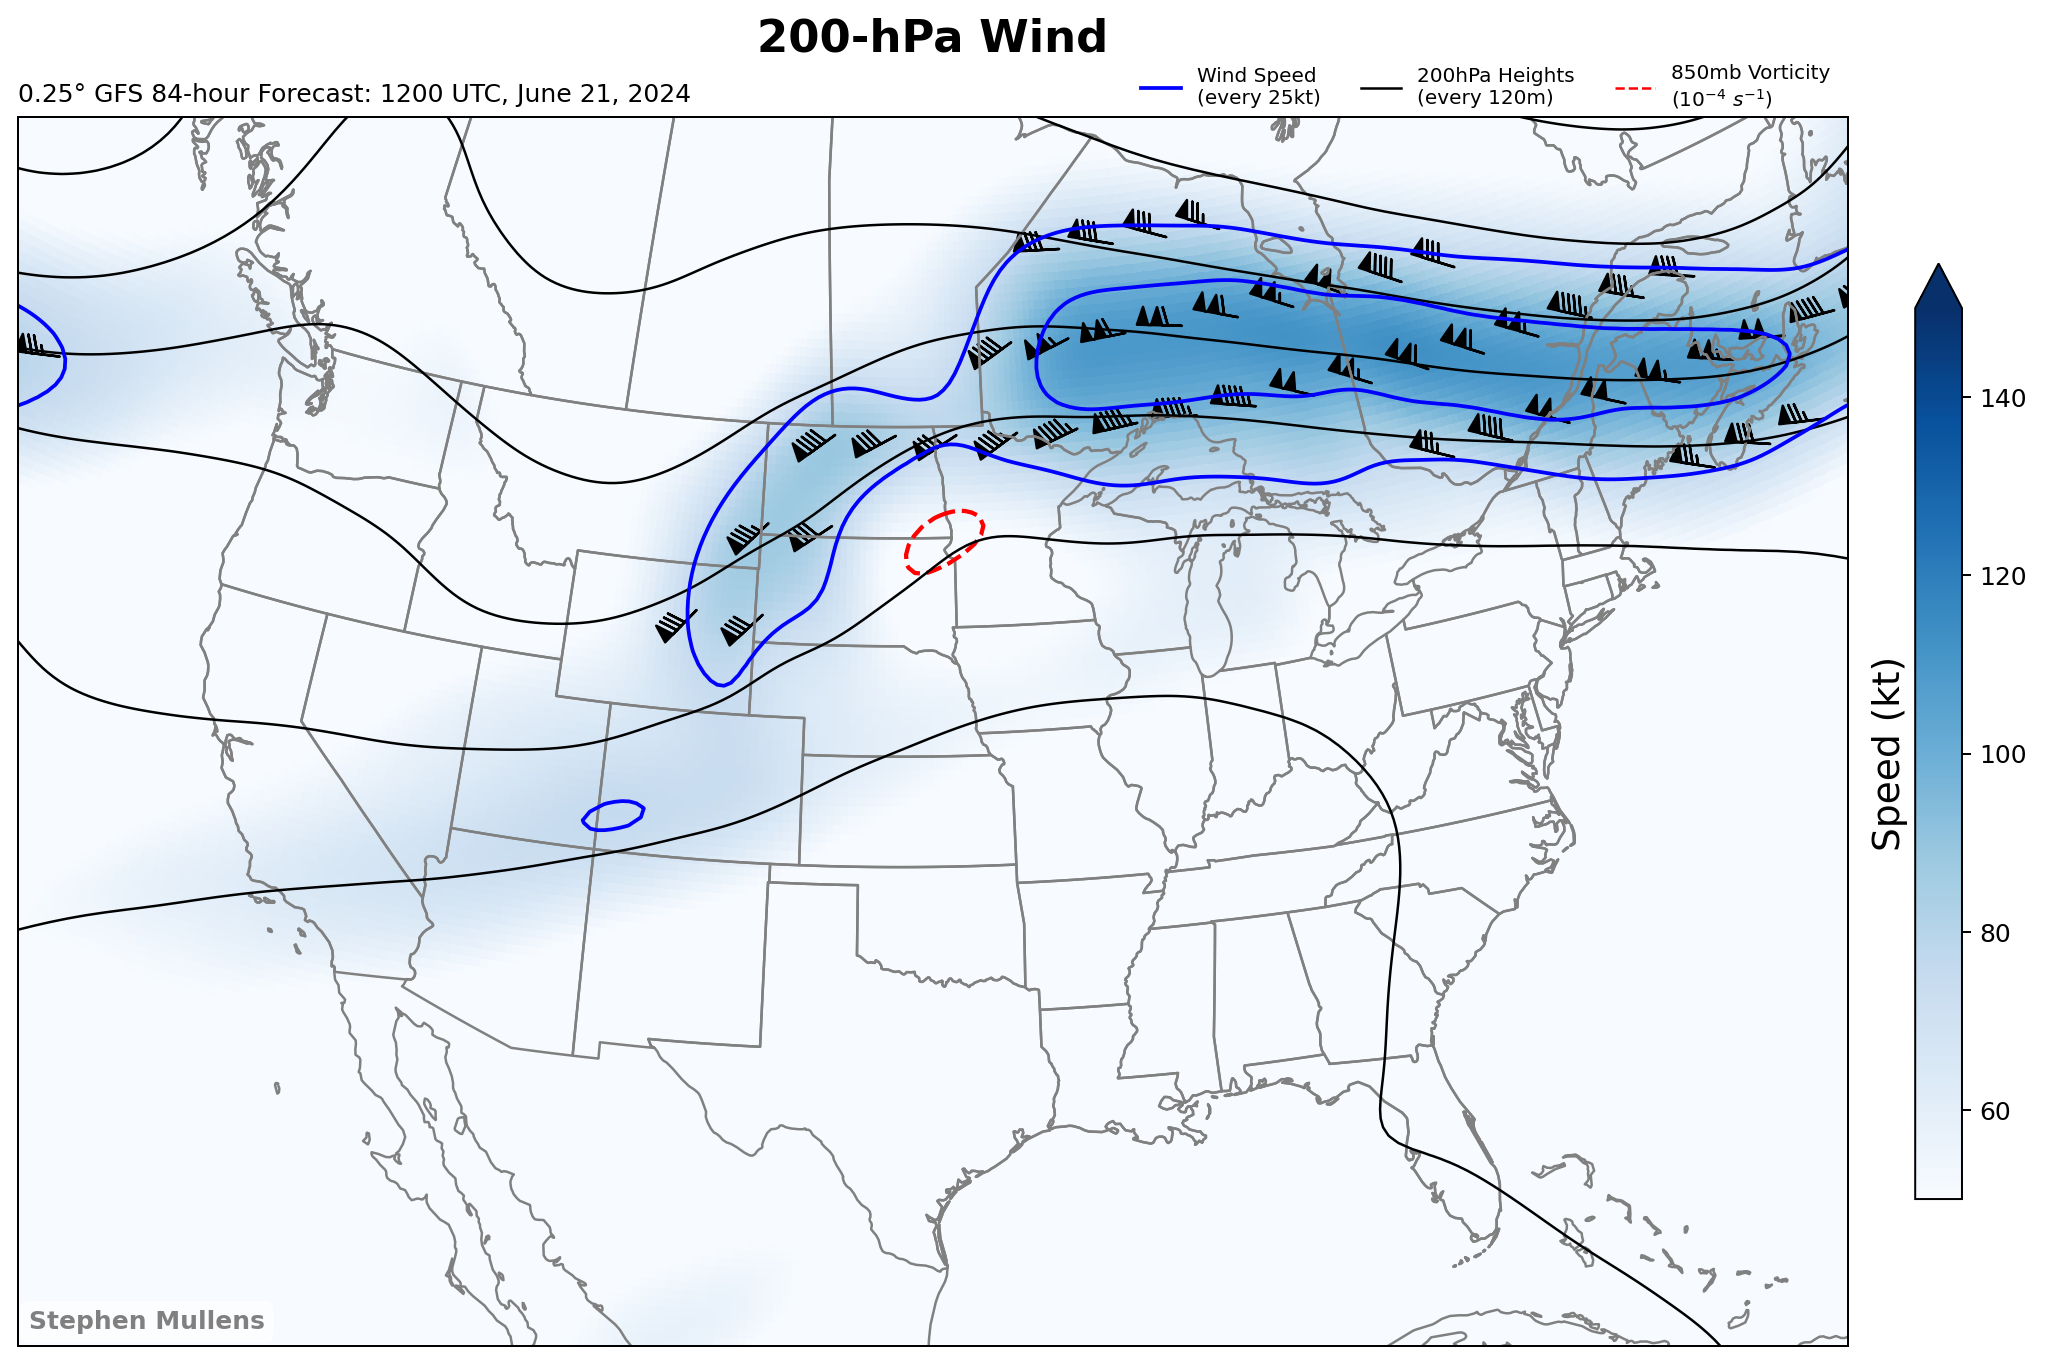 200-hPa Wind
0.25° GFS 84-hour Forecast: 1200 UTC, June 21, 2024
Wind Speed
(every 25kt)
200hPa Heights
(every 120m)
850mb Vorticity
(10⁻⁴ s⁻¹)
140
120
100
80
60
Speed (kt)
Stephen Mullens